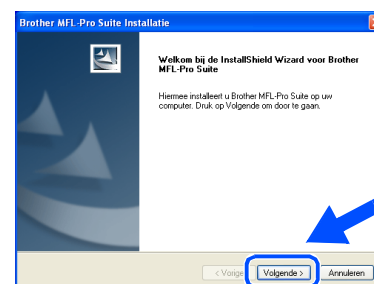 Brother MFL-Pro Suite Installatie
Welkom bij de InstallShield Wizard voor Brother
MFL-Pro Suite
Hiermee installeert u Brother MFL-Pro Suite op uw
computer. Druk op Volgende om door te gaan.
< Vorige
Volgende >
Annuleren